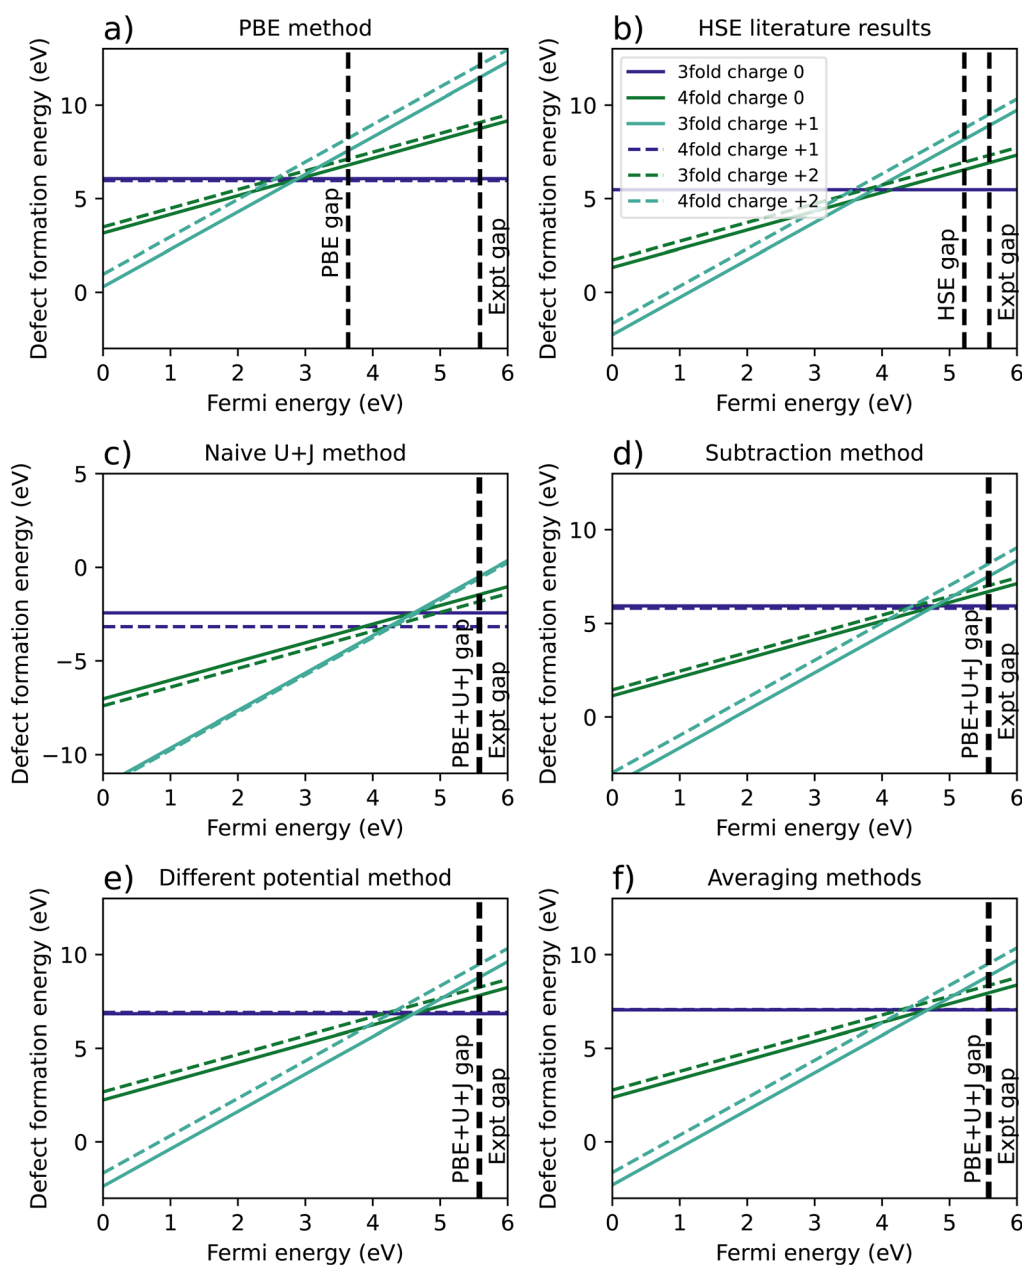 a) PBE method
Defect formation energy (eV)
10
5
0
PBE gap
Expt gap
0 1 2 3 4 5 6
Fermi energy (eV)
b) HSE literature results
Defect formation energy (eV)
10
5
0
3fold charge 0
4fold charge 0
3fold charge +1
4fold charge +1
3fold charge +2
4fold charge +2
HSE gap
Expt gap
0 1 2 3 4 5 6
Fermi energy (eV)
c) Naive U+J method
Defect formation energy (eV)
5
0
−5
−10
PBE+U+J gap
Expt gap
0 1 2 3 4 5 6
Fermi energy (eV)
d) Subtraction method
Defect formation energy (eV)
10
5
0
PBE+U+J gap
Expt gap
0 1 2 3 4 5 6
Fermi energy (eV)
e) Different potential method
Defect formation energy (eV)
10
5
0
PBE+U+J gap
Expt gap
0 1 2 3 4 5 6
Fermi energy (eV)
f) Averaging methods
Defect formation energy (eV)
10
5
0
PBE+U+J gap
Expt gap
0 1 2 3 4 5 6
Fermi energy (eV)